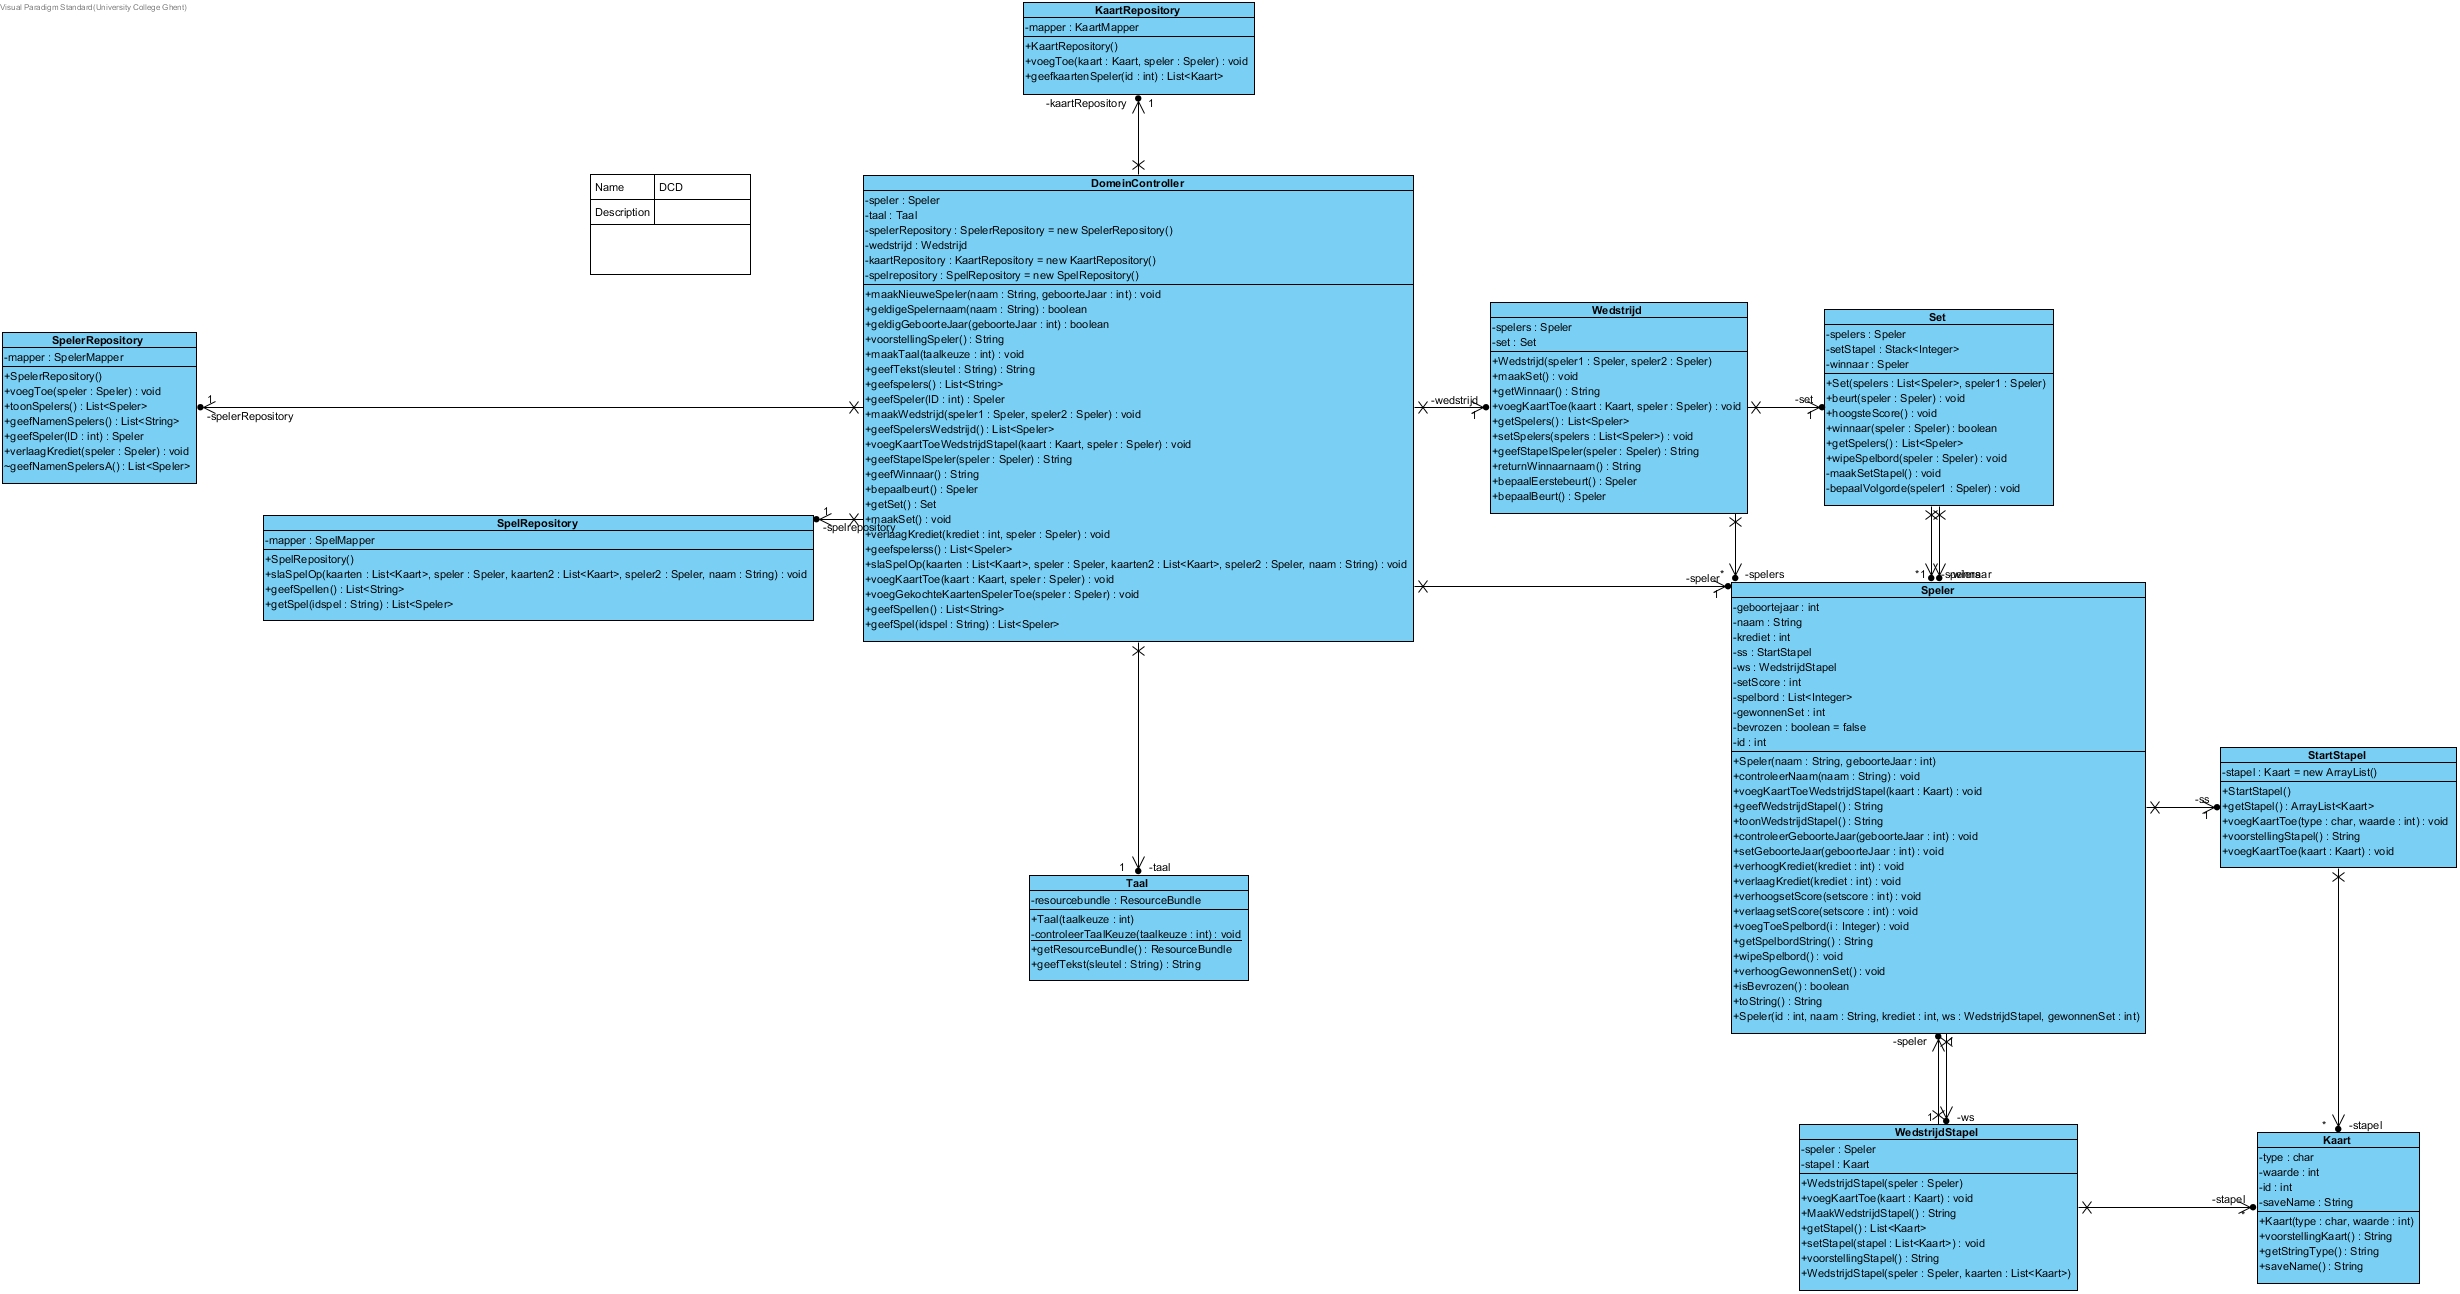 Visual Paradigm Standard(University College Ghent)
KaartRepository
-mapper : KaartMapper
+KaartRepository()
+voegToe(kaart : Kaart, speler : Speler) : void
+geefkaartenSpeler(id : int) : List<Kaart>
-kaartRepository
1
Name
DCD
Description
DomeinController
-speler : Speler
-taal : Taal
-spelerRepository : SpelerRepository = new SpelerRepository()
-wedstrijd : Wedstrijd
-kaartRepository : KaartRepository = new KaartRepository()
-spelrepository : SpelRepository = new SpelRepository()
+maakNieuweSpeler(naam : String, geboorteJaar : int) : void
+geldigeSpelernaam(naam : String) : boolean
+geldigGeboorteJaar(geboorteJaar : int) : boolean
+voorstellingSpeler() : String
+maakTaal(taalkeuze : int) : void
+geefTekst(sleutel : String) : String
+geefspelers() : List<String>
+geefSpeler(ID : int) : Speler
+maakWedstrijd(speler1 : Speler, speler2 : Speler) : void
+geefSpelersWedstrijd() : List<Speler>
+voegKaartToeWedstrijdStapel(kaart : Kaart, speler : Speler) : void
+geefStapelSpeler(speler : Speler) : String
+geefWinnaar() : String
+bepaalbeurt() : Speler
+getSet() : Set
+maakSet() : void
+verlaagKrediet(krediet : int, speler : Speler) : void
+geefspelerss() : List<Speler>
+slaSpelOp(kaarten : List<Kaart>, speler : Speler, kaarten2 : List<Kaart>, speler2 : Speler, naam : String) : void
+voegKaartToe(kaart : Kaart, speler : Speler) : void
+voegGekochteKaartenSpelerToe(speler : Speler) : void
+geefSpellen() : List<String>
+geefSpel(idspel : String) : List<Speler>
SpelerRepository
-mapper : SpelerMapper
+SpelerRepository()
+voegToe(speler : Speler) : void
+toonSpelers() : List<Speler>
+geefNamenSpelers() : List<String>
+geefSpeler(ID : int) : Speler
+verlaagKrediet(speler : Speler) : void
~geefNamenSpelersA() : List<Speler>
1
-spelerRepository
SpelRepository
-mapper : SpelMapper
+SpelRepository()
+slaSpelOp(kaarten : List<Kaart>, speler : Speler, kaarten2 : List<Kaart>, speler2 : Speler, naam : String) : void
+geefSpellen() : List<String>
+getSpel(idspel : String) : List<Speler>
1
-spelrepository
-wedstrijd
1
Wedstrijd
-spelers : Speler
-set : Set
+Wedstrijd(speler1 : Speler, speler2 : Speler)
+maakSet() : void
+getWinnaar() : String
+voegKaartToe(kaart : Kaart, speler : Speler) : void
+getSpelers() : List<Speler>
+setSpelers(spelers : List<Speler>) : void
+geefStapelSpeler(speler : Speler) : String
+returnWinnaarnaam() : String
+bepaalEerstebeurt() : Speler
+bepaalBeurt() : Speler
-set
1
Set
-spelers : Speler
-setStapel : Stack<Integer>
-winnaar : Speler
+Set(spelers : List<Speler>, speler1 : Speler)
+beurt(speler : Speler) : void
+hoogsteScore() : void
+winnaar(speler : Speler) : boolean
+getSpelers() : List<Speler>
+wipeSpelbord(speler : Speler) : void
-maakSetStapel() : void
-bepaalVolgorde(speler1 : Speler) : void
-speler
1
*
-spelers
*
1
-spelers
-winnaar
Speler
-geboortejaar : int
-naam : String
-krediet : int
-ss : StartStapel
-ws : WedstrijdStapel
-setScore : int
-spelbord : List<Integer>
-gewonnenSet : int
-bevrozen : boolean = false
-id : int
+Speler(naam : String, geboorteJaar : int)
+controleerNaam(naam : String) : void
+voegKaartToeWedstrijdStapel(kaart : Kaart) : void
+geefWedstrijdStapel() : String
+toonWedstrijdStapel() : String
+controleerGeboorteJaar(geboorteJaar : int) : void
+setGeboorteJaar(geboorteJaar : int) : void
+verhoogKrediet(krediet : int) : void
+verlaagKrediet(krediet : int) : void
+verhoogsetScore(setscore : int) : void
+verlaagsetScore(setscore : int) : void
+voegToeSpelbord(i : Integer) : void
+getSpelbordString() : String
+wipeSpelbord() : void
+verhoogGewonnenSet() : void
+isBevrozen() : boolean
+toString() : String
+Speler(id : int, naam : String, krediet : int, ws : WedstrijdStapel, gewonnenSet : int)
-ss
1
StartStapel
-stapel : Kaart = new ArrayList()
+StartStapel()
+getStapel() : ArrayList<Kaart>
+voegKaartToe(type : char, waarde : int) : void
+voorstellingStapel() : String
+voegKaartToe(kaart : Kaart) : void
1
-taal
Taal
-resourcebundle : ResourceBundle
+Taal(taalkeuze : int)
-controleerTaalKeuze(taalkeuze : int) : void
+getResourceBundle() : ResourceBundle
+geefTekst(sleutel : String) : String
-speler
1
1
-ws
WedstrijdStapel
-speler : Speler
-stapel : Kaart
+WedstrijdStapel(speler : Speler)
+voegKaartToe(kaart : Kaart) : void
+MaakWedstrijdStapel() : String
+getStapel() : List<Kaart>
+setStapel(stapel : List<Kaart>) : void
+voorstellingStapel() : String
+WedstrijdStapel(speler : Speler, kaarten : List<Kaart>)
-stapel
*
*
-stapel
Kaart
-type : char
-waarde : int
-id : int
-saveName : String
+Kaart(type : char, waarde : int)
+voorstellingKaart() : String
+getStringType() : String
+saveName() : String